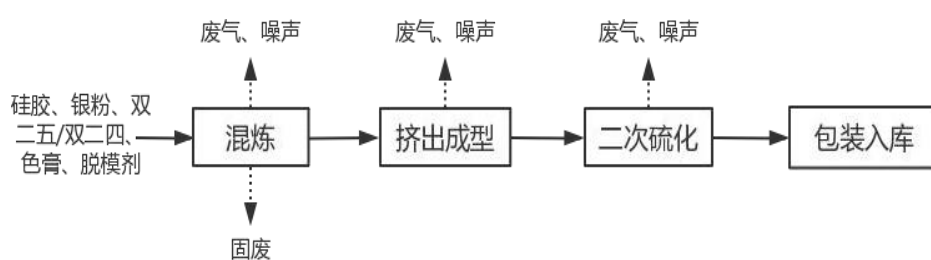 废气、噪声
废气、噪声
废气、噪声
硅胶、银粉、双
二五/双二四、
色膏、脱模剂
混炼
挤出成型
二次硫化
包装入库
固废